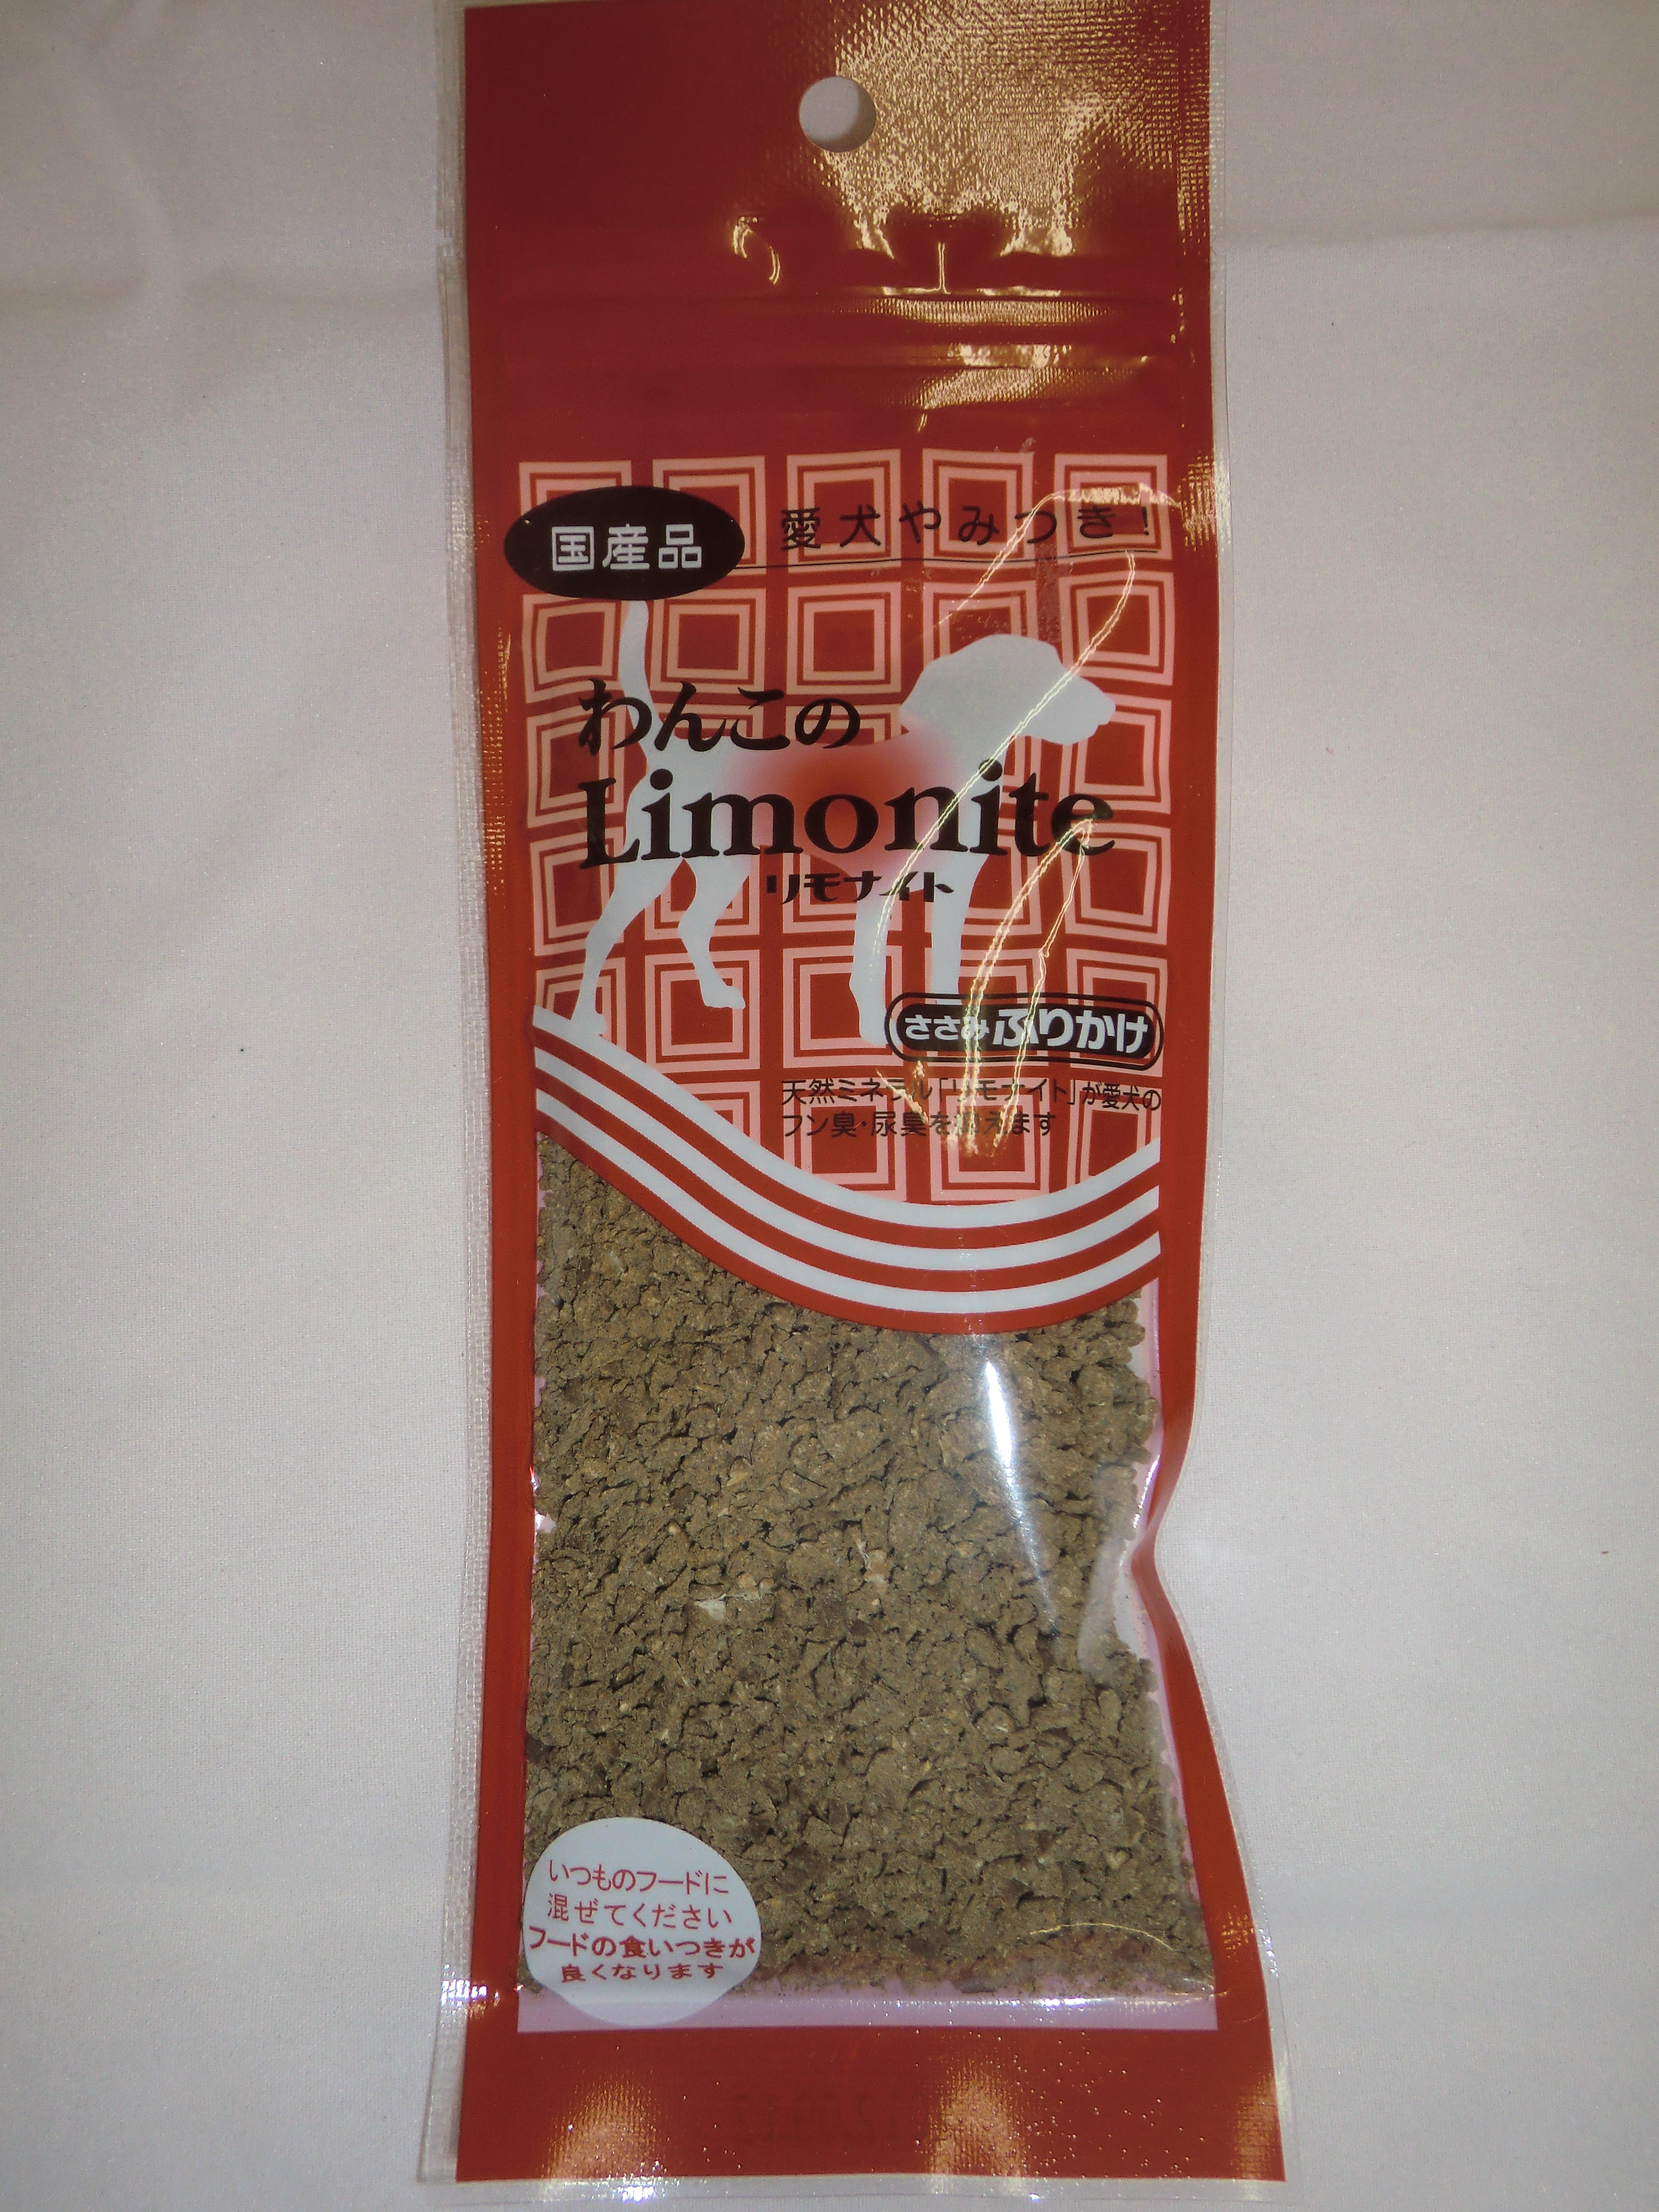 国産品
愛犬やみつき!
わんこの
Limonite
リモナイト
ささみふりかけ
天然ミネラル「リモナイト」が愛犬の
フン臭・尿臭を抑えます
いつものフードに
混ぜてください
フードの食いつきが
良くなります